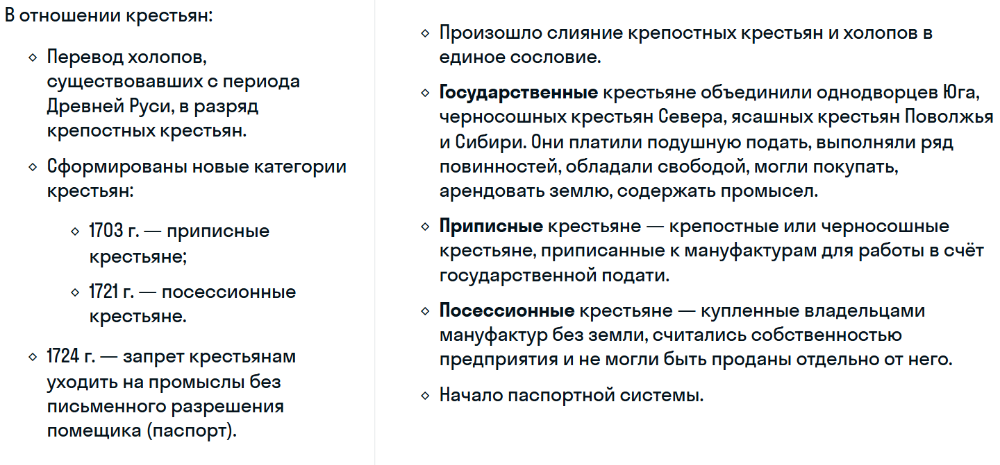 В отношении крестьян:
◇ Перевод холопов,
существовавших с периода
Древней Руси, в разряд
крепостных крестьян.
◇ Сформированы новые категории
крестьян:
◇ 1703 г. — приписные
крестьяне;
◇ 1721 г. — посессионные
крестьяне.
◇ 1724 г. — запрет крестьянам
уходить на промыслы без
письменного разрешения
помещика (паспорт).
◇ Произошло слияние крепостных крестьян и холопов в
единое сословие.
◇ Государственные крестьяне объединили однодворцев Юга,
черносошных крестьян Севера, ясашных крестьян Поволжья
и Сибири. Они платили подушную подать, выполняли ряд
повинностей, обладали свободой, могли покупать,
арендовать землю, содержать промысел.
◇ Приписные крестьяне — крепостные или черносошные
крестьяне, приписанные к мануфактурам для работы в счёт
государственной подати.
◇ Посессионные крестьяне — купленные владельцами
мануфактур без земли, считались собственностью
предприятия и не могли быть проданы отдельно от него.
◇ Начало паспортной системы.